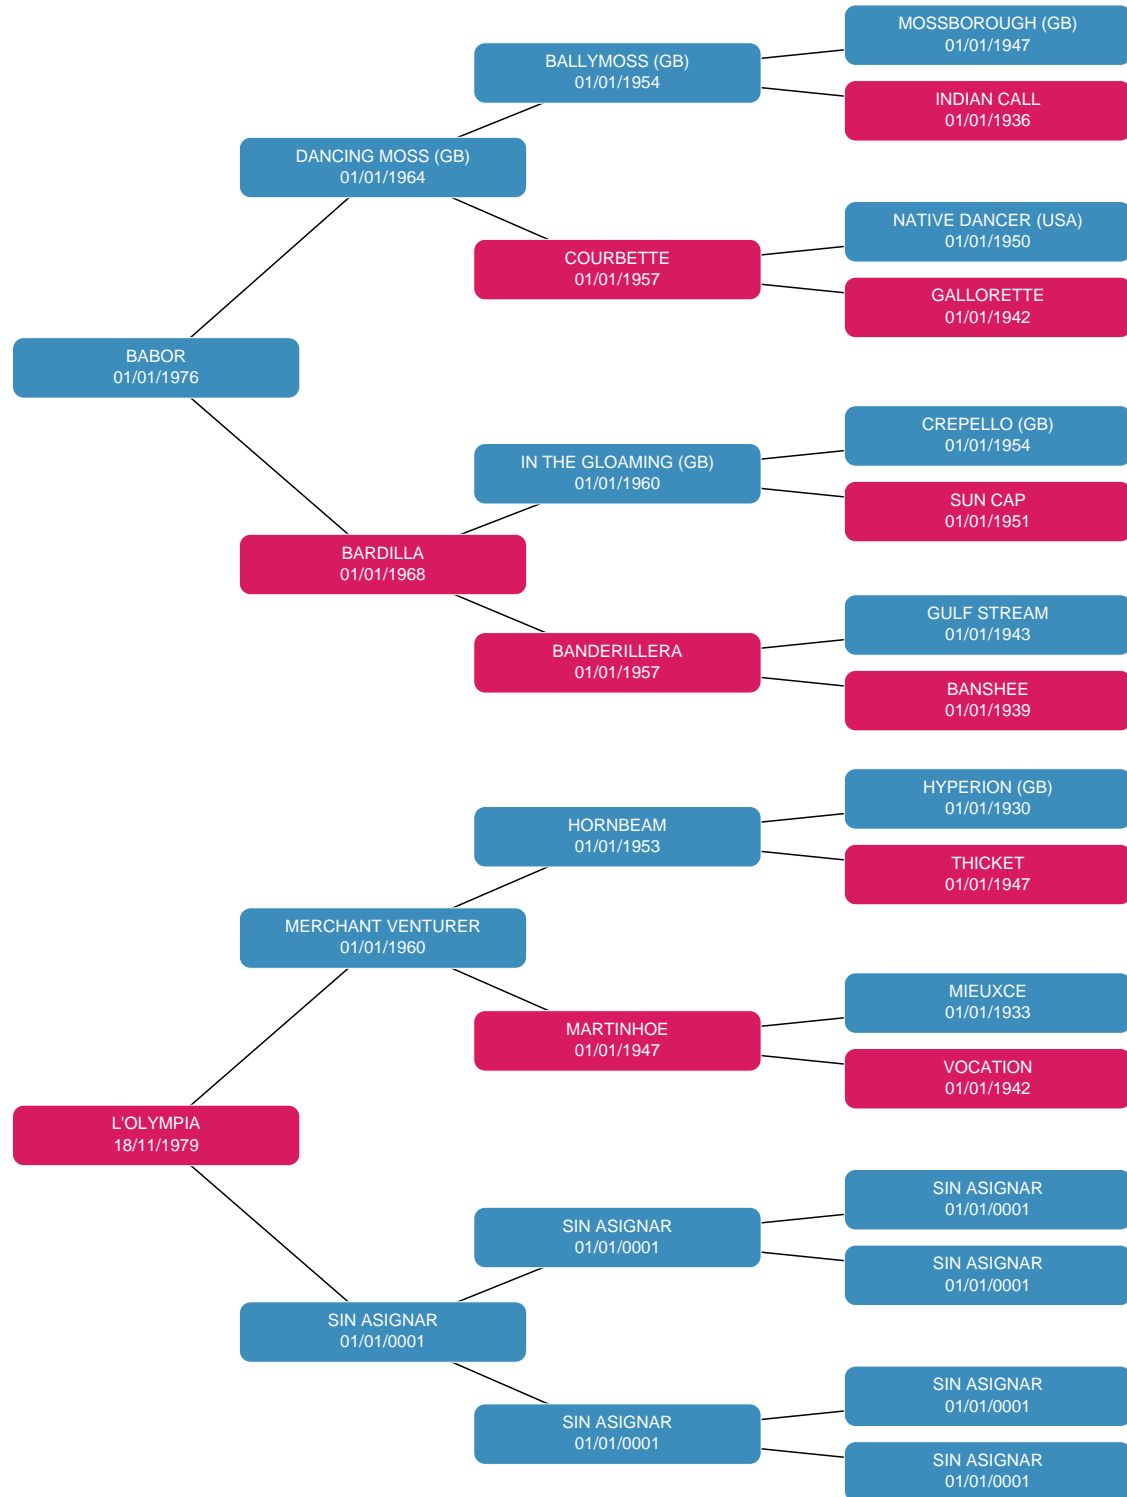 MOSSBOROUGH (GB)
01/01/1947
BALLYMOSS (GB)
01/01/1954
INDIAN CALL
01/01/1936
DANCING MOSS (GB)
01/01/1964
NATIVE DANCER (USA)
01/01/1950
COURBETTE
01/01/1957
GALLORETTE
01/01/1942
BABOR
01/01/1976
CREPELLO (GB)
01/01/1954
IN THE GLOAMING (GB)
01/01/1960
SUN CAP
01/01/1951
BARDILLA
01/01/1968
GULF STREAM
01/01/1943
BANDERILLERA
01/01/1957
BANSHEE
01/01/1939
HYPERION (GB)
01/01/1930
HORNBEAM
01/01/1953
THICKET
01/01/1947
MERCHANT VENTURER
01/01/1960
MIEUXCE
01/01/1933
MARTINHOE
01/01/1947
VOCATION
01/01/1942
L'OLYMPIA
18/11/1979
SIN ASIGNAR
01/01/0001
SIN ASIGNAR
01/01/0001
SIN ASIGNAR
01/01/0001
SIN ASIGNAR
01/01/0001
SIN ASIGNAR
01/01/0001
SIN ASIGNAR
01/01/0001
SIN ASIGNAR
01/01/0001